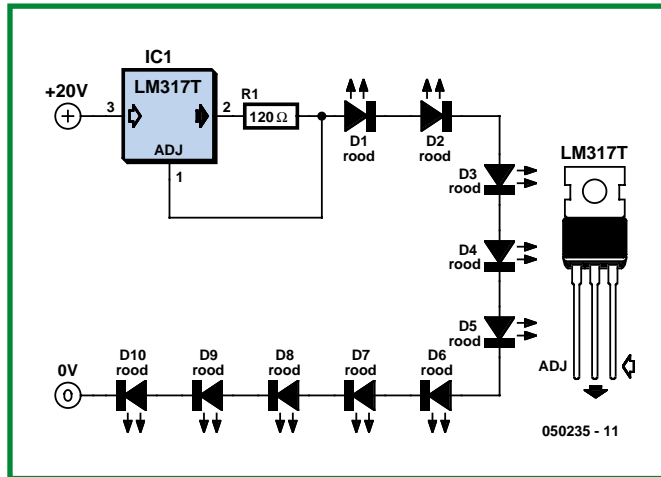 IC1
LM317T
+20V
3
2
ADJ
1
R1
120 Ω
D1
rood
D2
rood
D3
rood
D4
rood
D5
rood
D6
rood
D7
rood
D8
rood
D9
rood
D10
rood
0V
0
LM317T
ADJ
050235 - 11